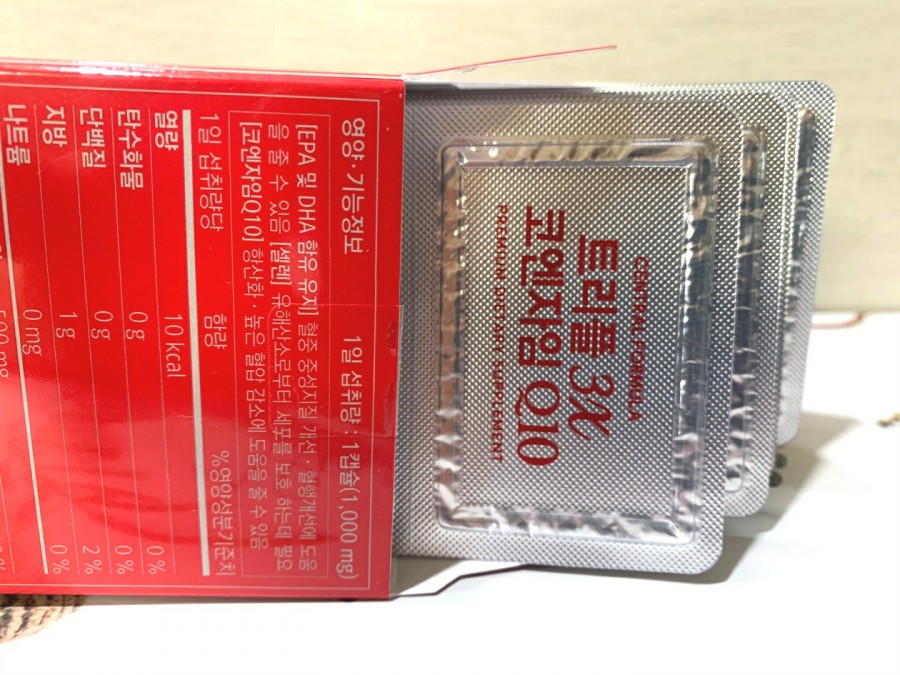 영양·기능정보 1일 섭취량 : 1캡슐(1,000 mg)
[EPA 및 DHA 함유 유지] 혈중 중성지질 개선 · 혈행개선에 도움
을 줄 수 있음 [셀렌] 유해산소로부터 세포를 보호 하는데 필요
[코엔자임Q10] 항산화 · 높은 혈압 감소에 도움을 줄 수 있음
1일 섭취량당 함량 %영양성분기준치
열량 10 kcal
탄수화물 0 g 0 %
단백질 0 g 0 %
지방 1 g 2 %
나트륨 0 mg 0 %
CENTRAL FORMULA
트리플 3X
코엔자임 Q10
PREMIUM DIETARY SUPPLEMENT